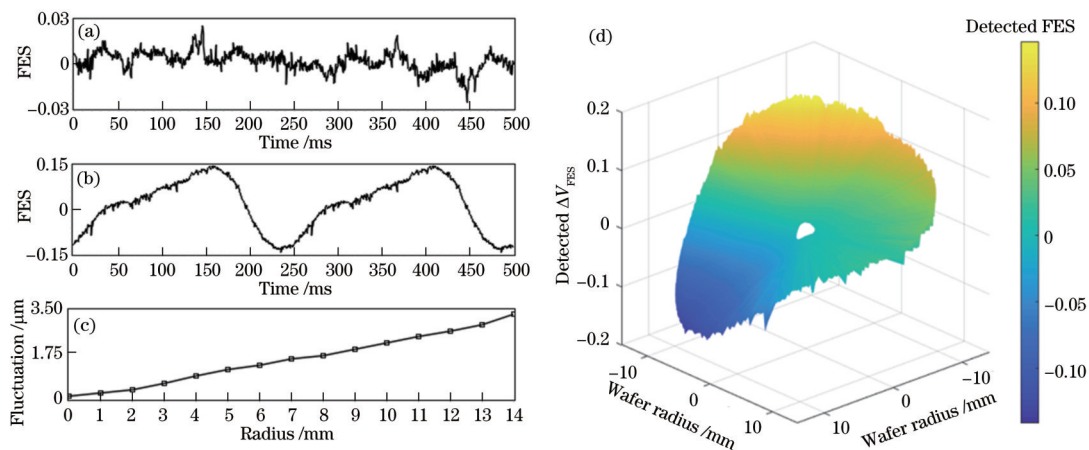 (a)
FES
0.03
0
−0.03
0 50 100 150 200 250 300 350 400 450 500
Time /ms
(b)
FES
0.15
0
−0.15
0 50 100 150 200 250 300 350 400 450 500
Time /ms
(c)
Fluctuation /μm
3.50
1.75
0
0 1 2 3 4 5 6 7 8 9 10 11 12 13 14
Radius /mm
(d)
Detected FES
Detected ΔV_FES
0.2
0.1
0
−0.1
−0.2
−10
0
10
Wafer radius /mm
10
0
−10
Wafer radius /mm
0.10
0.05
0
−0.05
−0.10